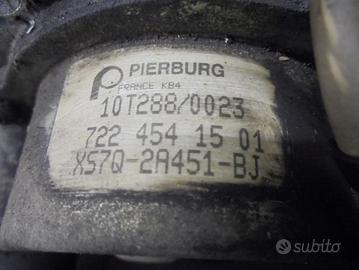 PIERBURG
FRANCE KB4
10T288/0023
722 454 15 01
XS7Q-2A451-BJ
subito